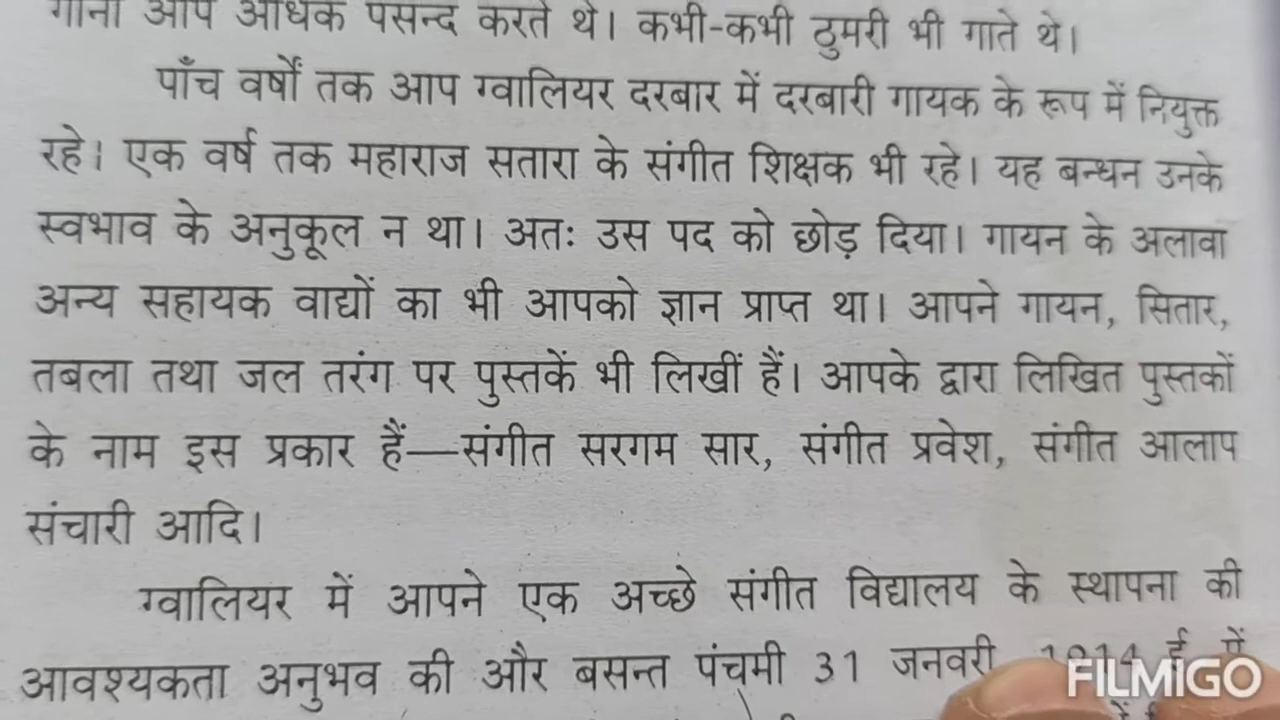 गाना आप अधिक पसन्द करते थे। कभी-कभी ठुमरी भी गाते थे।
पाँच वर्षों तक आप ग्वालियर दरबार में दरबारी गायक के रूप में नियुक्त
रहे। एक वर्ष तक महाराज सतारा के संगीत शिक्षक भी रहे। यह बन्धन उनके
स्वभाव के अनुकूल न था। अतः उस पद को छोड़ दिया। गायन के अलावा
अन्य सहायक वाद्यों का भी आपको ज्ञान प्राप्त था। आपने गायन, सितार,
तबला तथा जल तरंग पर पुस्तकें भी लिखीं हैं। आपके द्वारा लिखित पुस्तकों
के नाम इस प्रकार हैं—संगीत सरगम सार, संगीत प्रवेश, संगीत आलाप
संचारी आदि।
ग्वालियर में आपने एक अच्छे संगीत विद्यालय के स्थापना की
आवश्यकता अनुभव की और बसन्त पंचमी 31 जनवरी 1914 ई में
FILMIGO